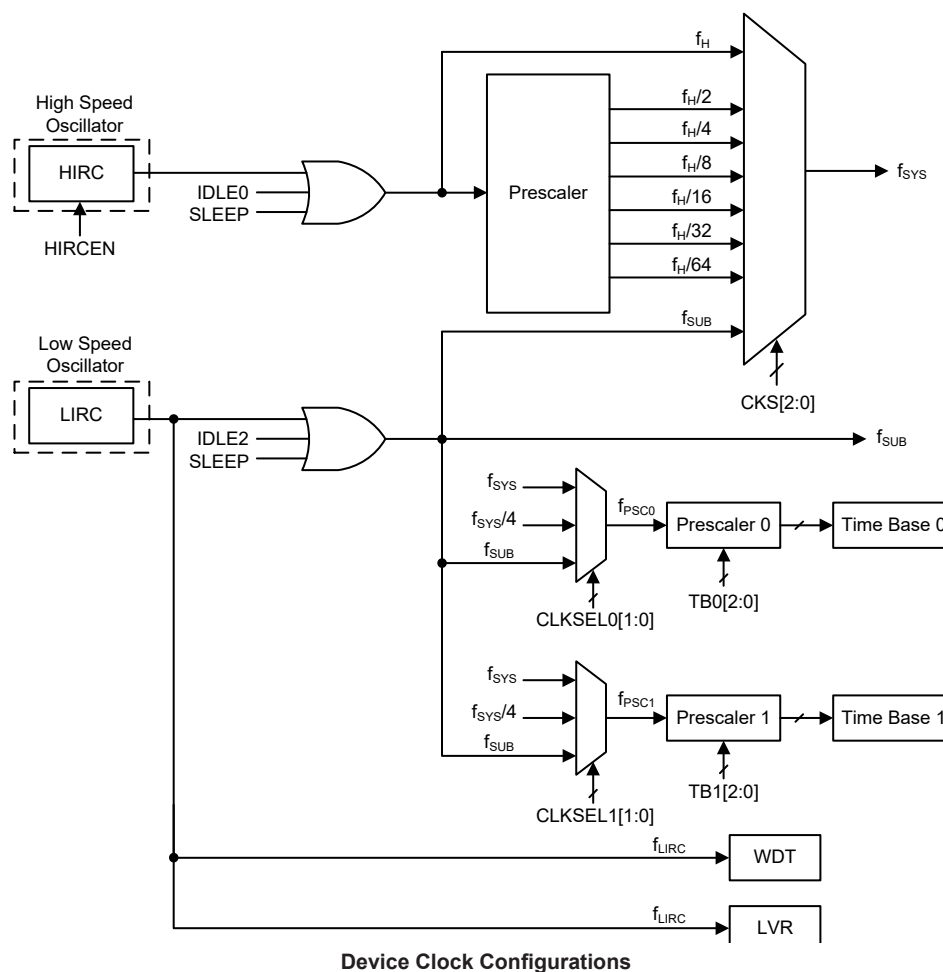 f_H
High Speed
Oscillator
HIRC
HIRCEN
IDLE0
SLEEP
Prescaler
f_H/2
f_H/4
f_H/8
f_H/16
f_H/32
f_H/64
f_SUB
f_SYS
CKS[2:0]
Low Speed
Oscillator
LIRC
IDLE2
SLEEP
f_SUB
f_SYS
f_SYS/4
f_SUB
f_PSC0
Prescaler 0
Time Base 0
TB0[2:0]
CLKSEL0[1:0]
f_SYS
f_SYS/4
f_SUB
f_PSC1
Prescaler 1
Time Base 1
TB1[2:0]
CLKSEL1[1:0]
f_LIRC
WDT
f_LIRC
LVR
Device Clock Configurations